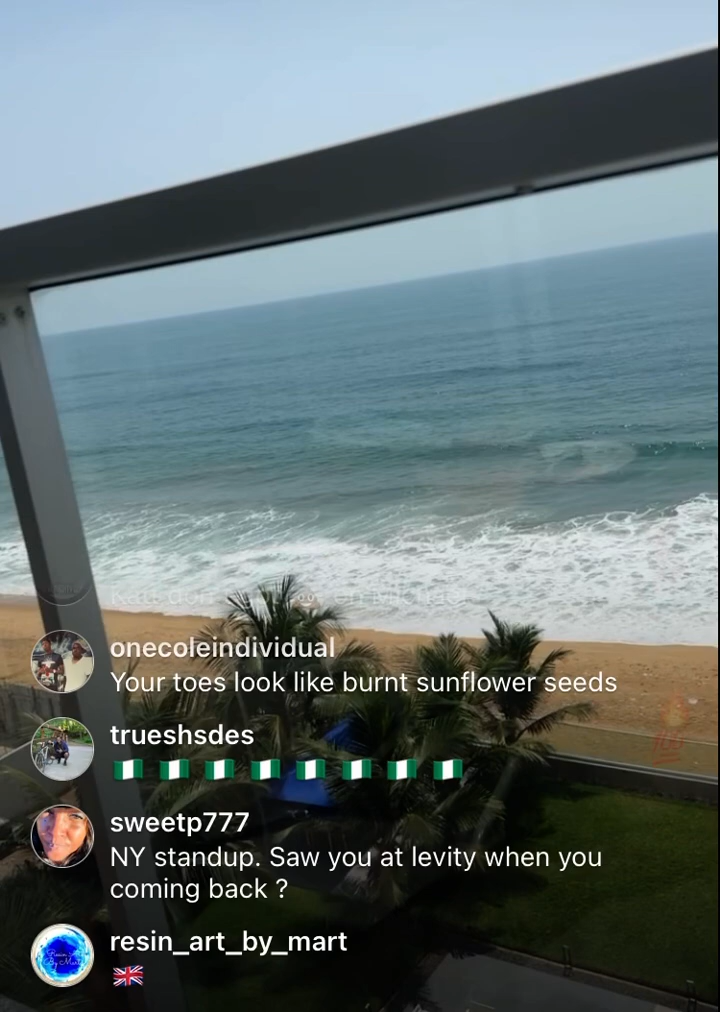 onecoleindividual
Your toes look like burnt sunflower seeds
trueshsdes
🇳🇬 🇳🇬 🇳🇬 🇳🇬 🇳🇬 🇳🇬 🇳🇬 🇳🇬
sweetp777
NY standup. Saw you at levity when you
coming back ?
resin_art_by_mart
🇬🇧